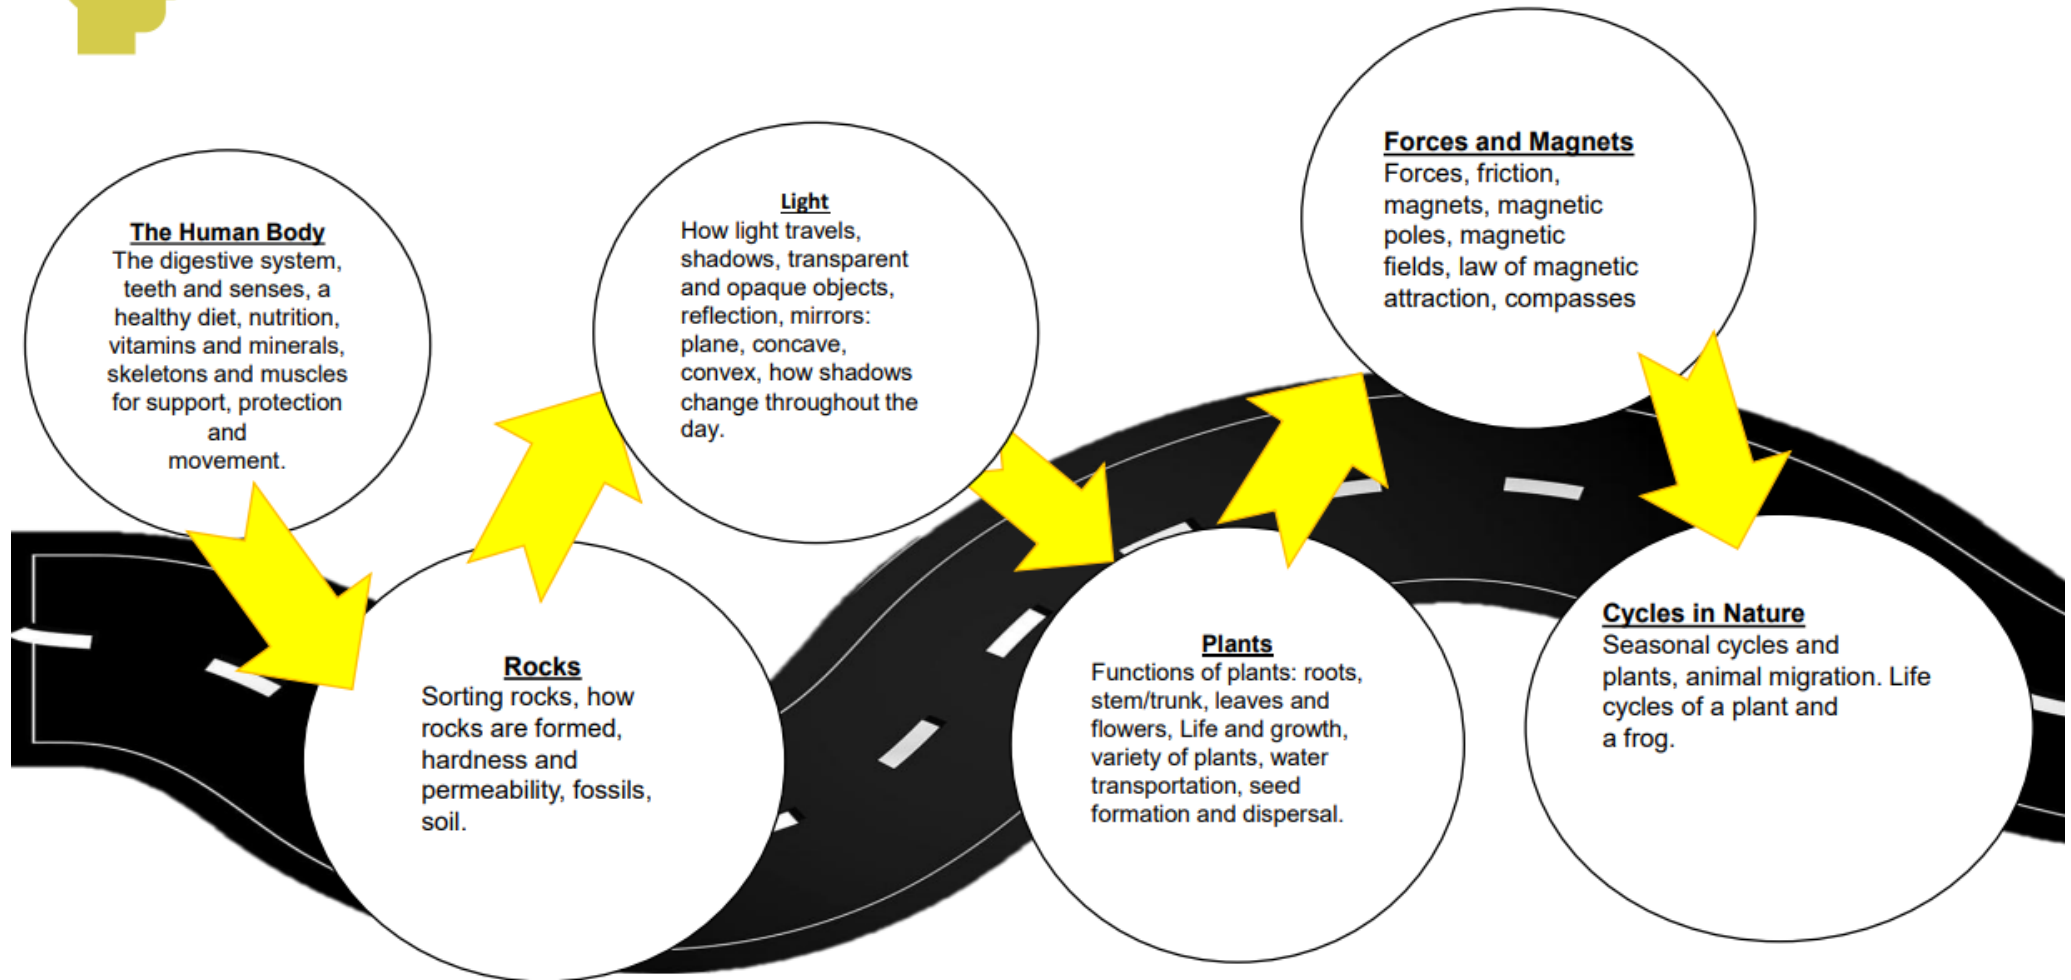 The Human Body
The digestive system,
teeth and senses, a
healthy diet, nutrition,
vitamins and minerals,
skeletons and muscles
for support, protection
and
movement.
Rocks
Sorting rocks, how
rocks are formed,
hardness and
permeability, fossils,
soil.
Light
How light travels,
shadows, transparent
and opaque objects,
reflection, mirrors:
plane, concave,
convex, how shadows
change throughout the
day.
Plants
Functions of plants: roots,
stem/trunk, leaves and
flowers, Life and growth,
variety of plants, water
transportation, seed
formation and dispersal.
Forces and Magnets
Forces, friction,
magnets, magnetic
poles, magnetic
fields, law of magnetic
attraction, compasses
Cycles in Nature
Seasonal cycles and
plants, animal migration. Life
cycles of a plant and
a frog.